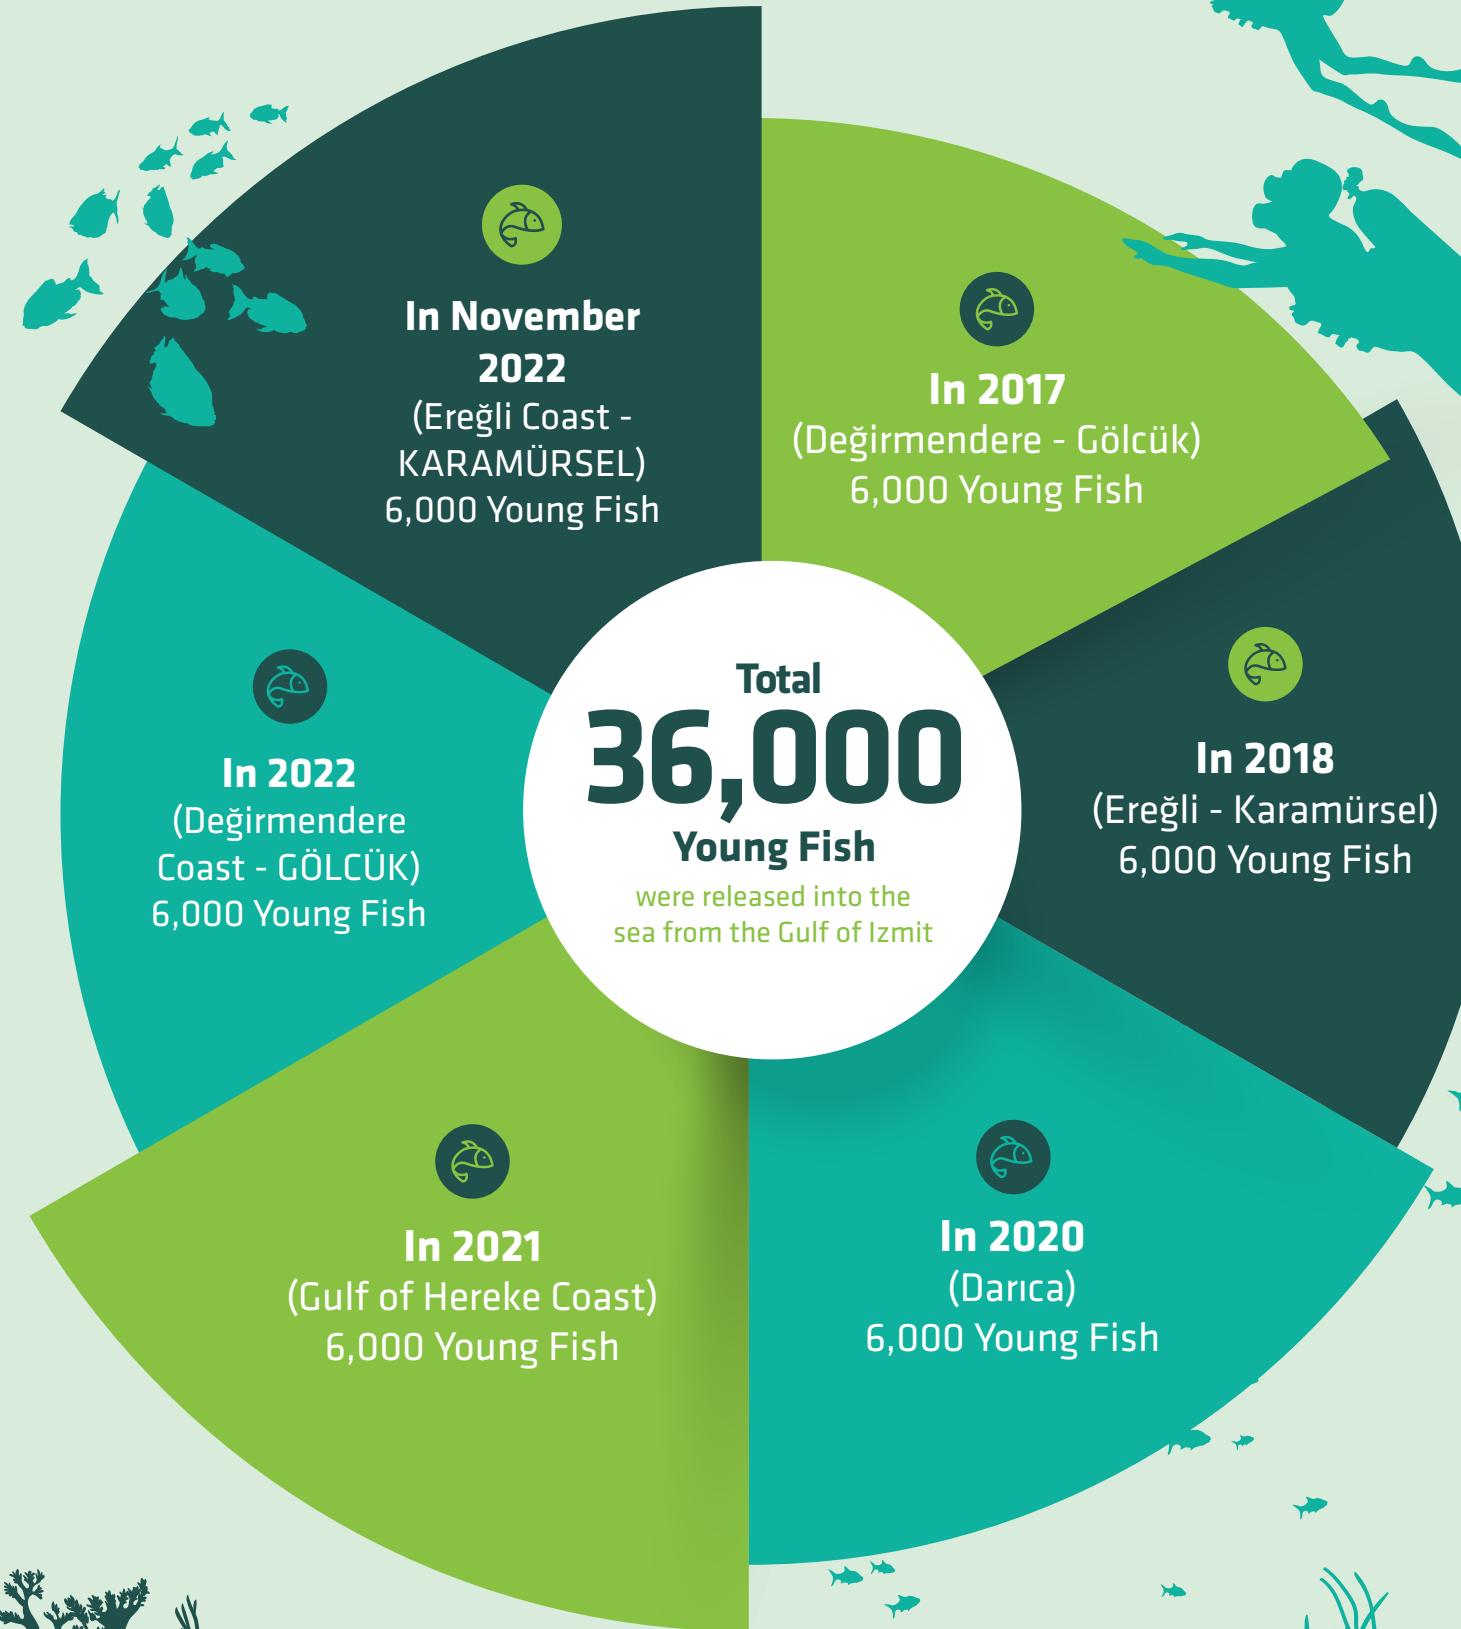 In November
2022
(Ereğli Coast -
KARAMÜRSEL)
6,000 Young Fish
In 2017
(Değirmendere - Gölcük)
6,000 Young Fish
In 2018
(Ereğli - Karamürsel)
6,000 Young Fish
In 2020
(Darıca)
6,000 Young Fish
In 2021
(Gulf of Hereke Coast)
6,000 Young Fish
In 2022
(Değirmendere
Coast - GÖLCÜK)
6,000 Young Fish
Total
36,000
Young Fish
were released into the
sea from the Gulf of Izmit